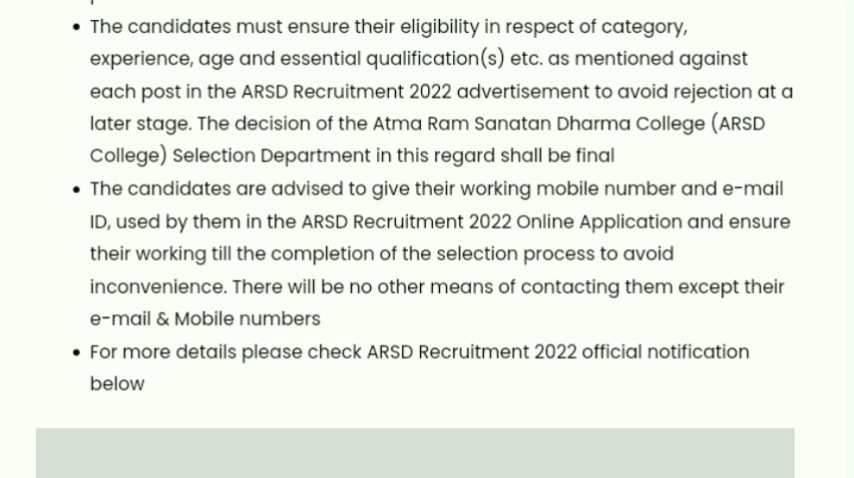 • The candidates must ensure their eligibility in respect of category,
experience, age and essential qualification(s) etc. as mentioned against
each post in the ARSD Recruitment 2022 advertisement to avoid rejection at a
later stage. The decision of the Atma Ram Sanatan Dharma College (ARSD
College) Selection Department in this regard shall be final
• The candidates are advised to give their working mobile number and e-mail
ID, used by them in the ARSD Recruitment 2022 Online Application and ensure
their working till the completion of the selection process to avoid
inconvenience. There will be no other means of contacting them except their
e-mail & Mobile numbers
• For more details please check ARSD Recruitment 2022 official notification
below